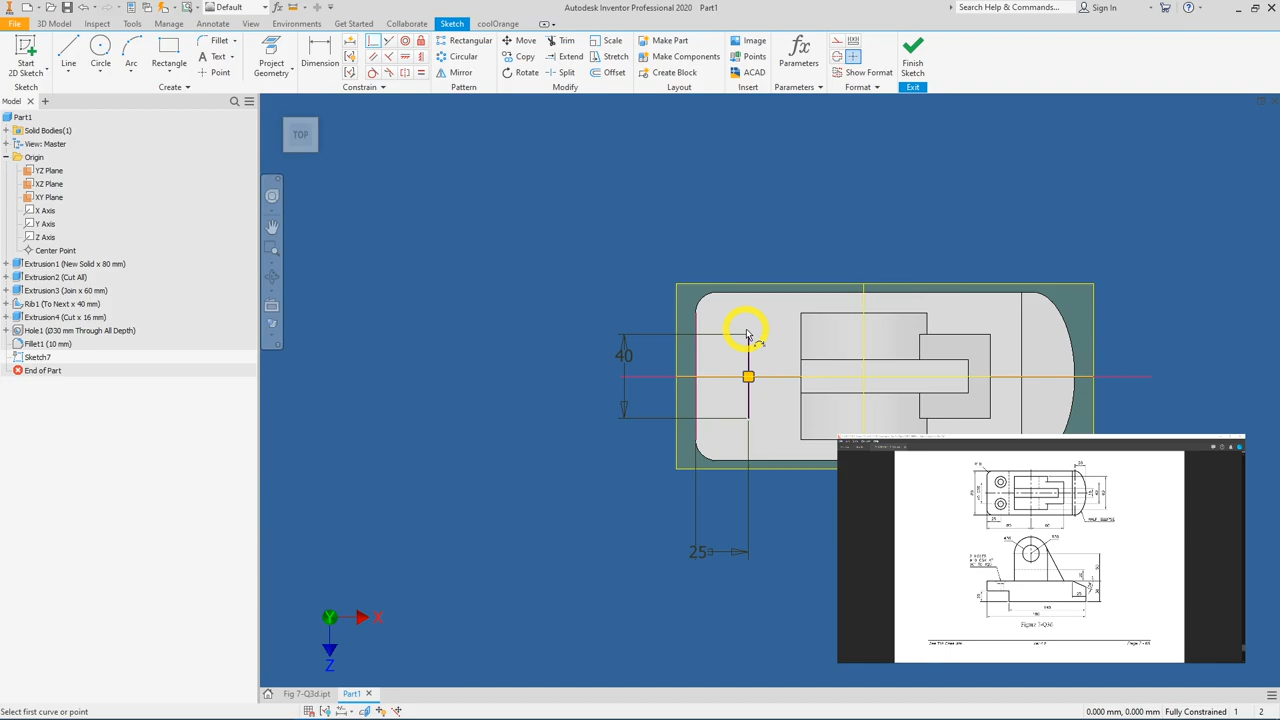 Default
Autodesk Inventor Professional 2020   Part1
Search Help & Commands...
Sign In
File
3D Model
Sketch
Inspect
Tools
Manage
Annotate
View
Environments
Get Started
Collaborate
Sketch
coolOrange
Start
2D Sketch
Line
Circle
Arc
Rectangle
Fillet
Text
Point
Project
Geometry
Dimension
Rectangular
Circular
Mirror
Move
Copy
Rotate
Trim
Extend
Split
Scale
Stretch
Offset
Make Part
Make Components
Create Block
Image
Points
ACAD
Parameters
Show Format
Finish
Sketch
Sketch
Create
Constrain
Pattern
Modify
Layout
Insert
Parameters
Format
Exit
Model
Part1
Solid Bodies(1)
View: Master
Origin
YZ Plane
XZ Plane
XY Plane
X Axis
Y Axis
Z Axis
Center Point
Extrusion1 (New Solid x 80 mm)
Extrusion2 (Cut All)
Extrusion3 (Join x 60 mm)
Rib1 (To Next x 40 mm)
Extrusion4 (Cut x 16 mm)
Hole1 (Ø30 mm Through All Depth)
Fillet1 (10 mm)
Sketch7
End of Part
TOP
40
25
Y
X
Z
Figure 7-Q3d
Fig 7-Q3d.ipt
Part1
Select first curve or point
0.000 mm, 0.000 mm
Fully Constrained
1
2